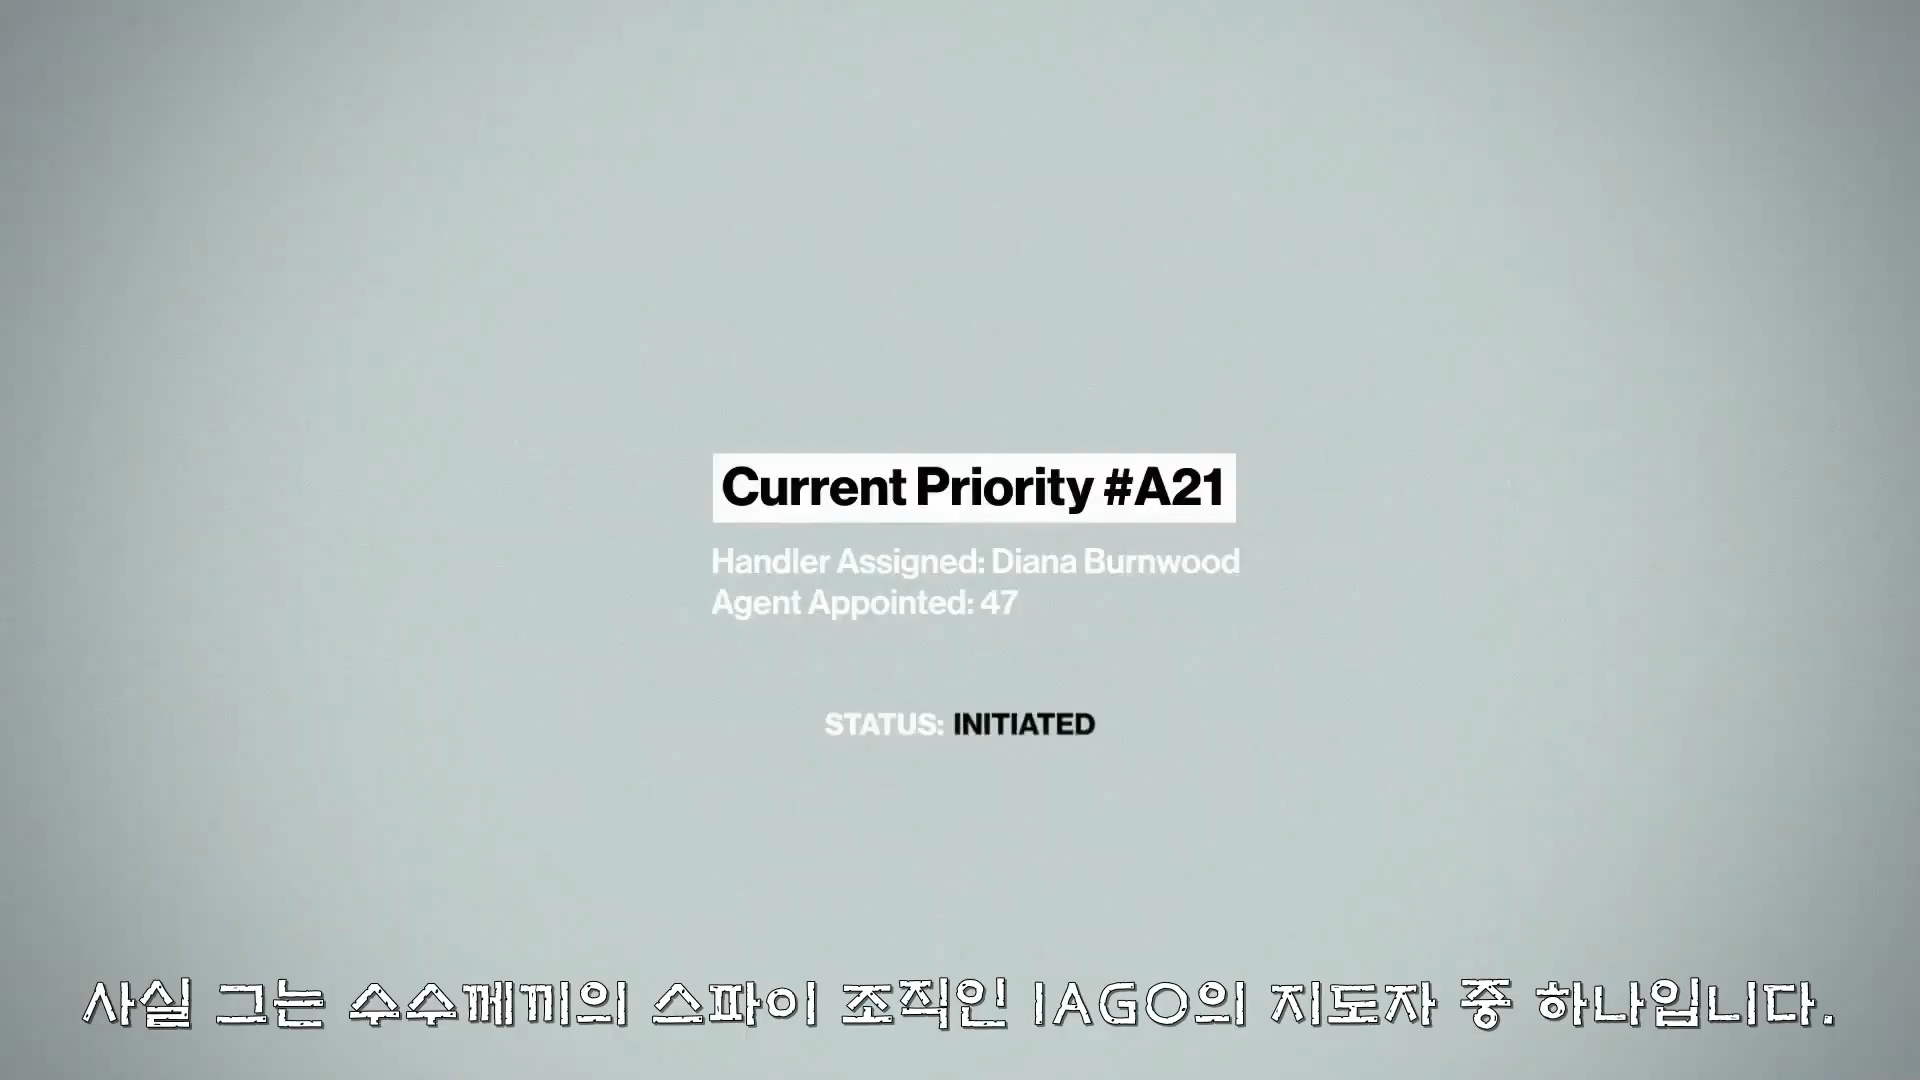 Current Priority #A21
Handler Assigned: Diana Burnwood
Agent Appointed: 47
STATUS: INITIATED
사실 그는 수수께끼의 스파이 조직인 IAGO의 지도자 중 하나입니다.